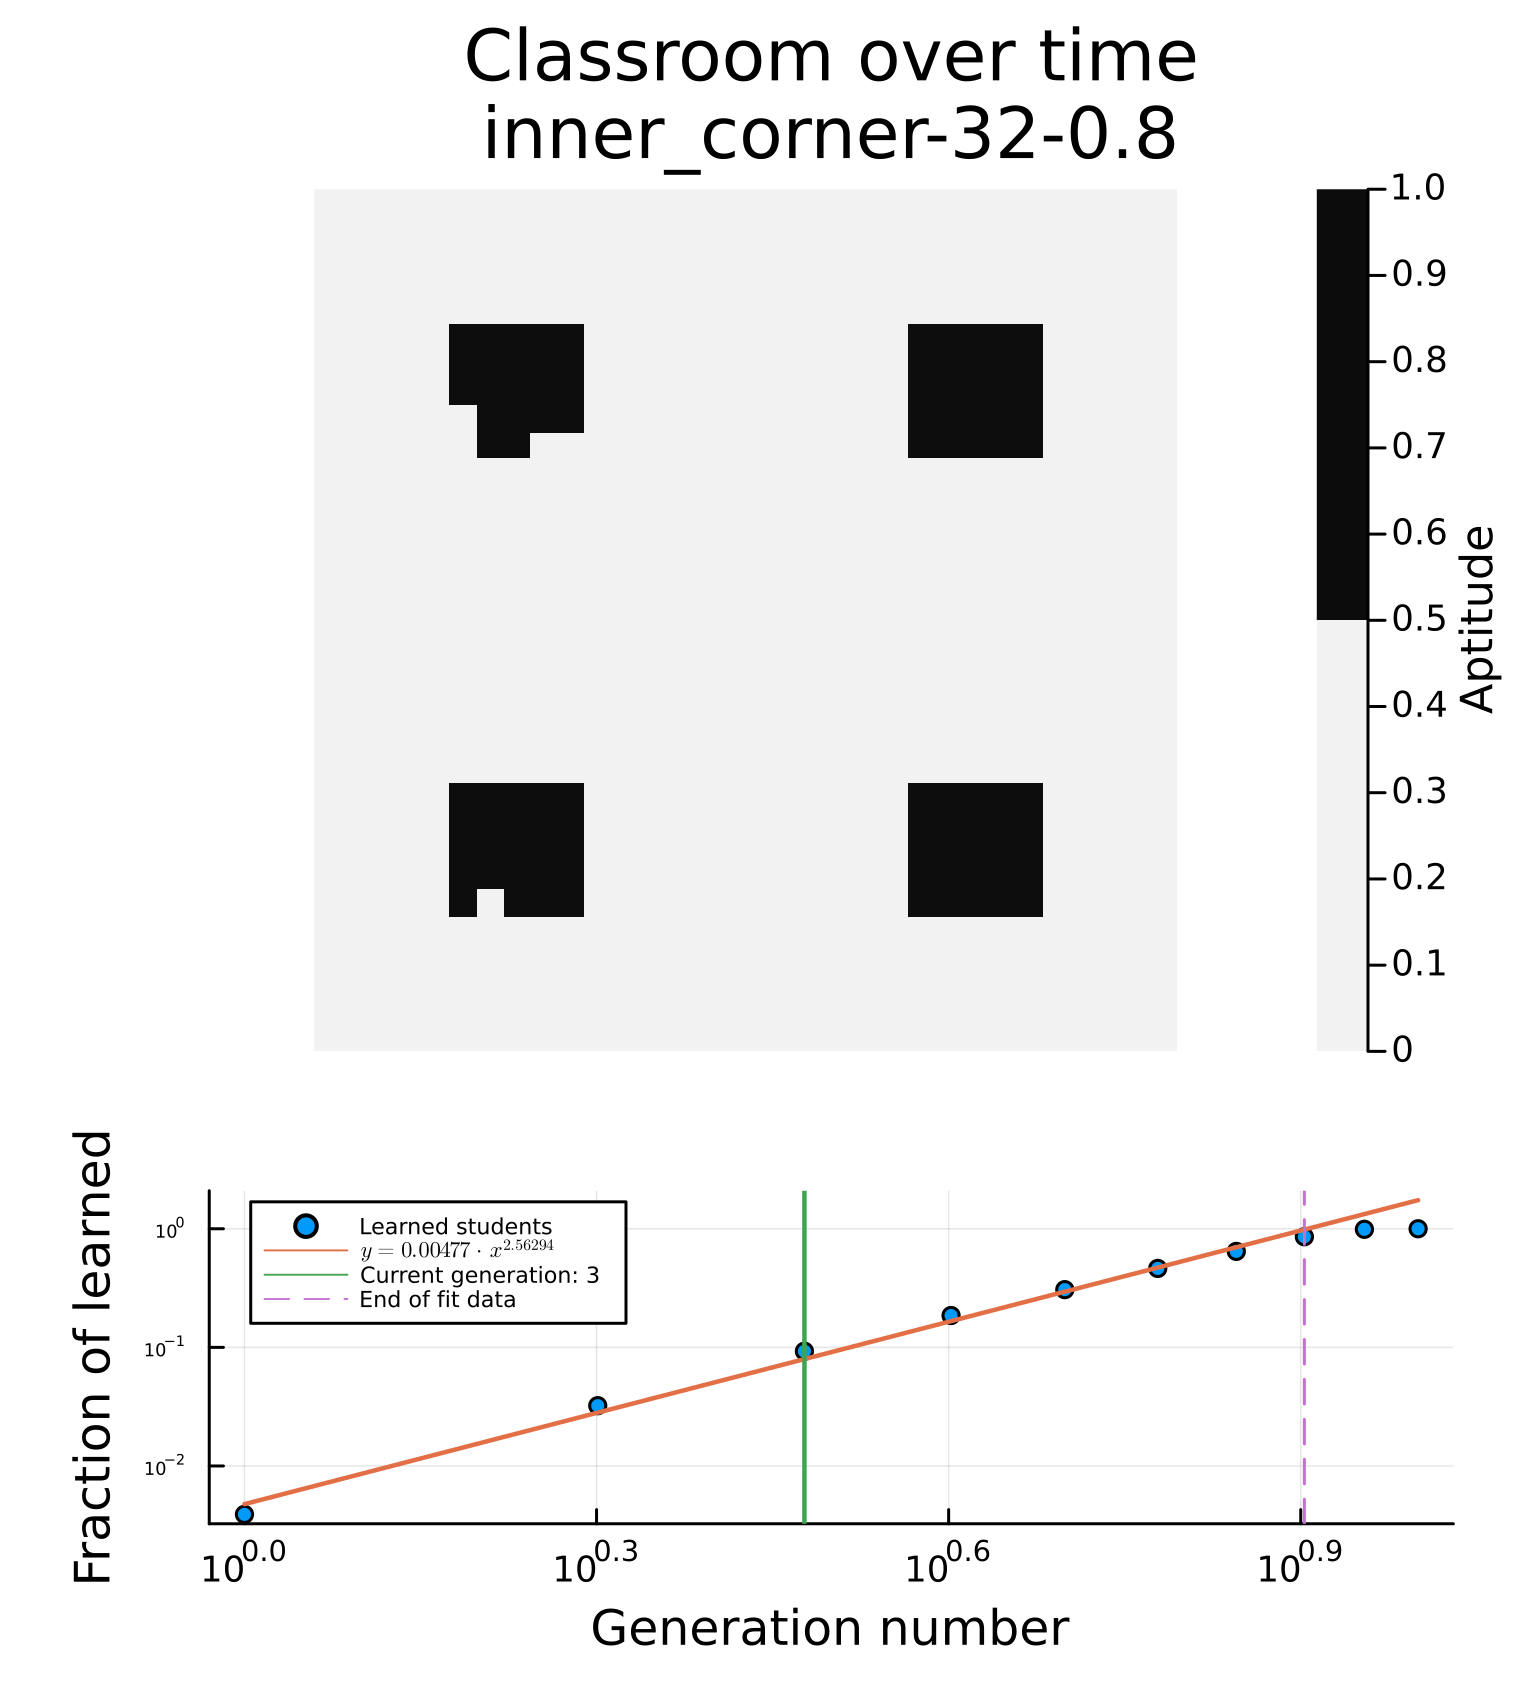 Classroom over time
inner_corner-32-0.8
1.0
0.9
0.8
0.7
0.6
0.5
0.4
0.3
0.2
0.1
0
Aptitude
Fraction of learned
10⁰
10⁻¹
10⁻²
Learned students
y = 0.00477 · x^2.56294
Current generation: 3
End of fit data
10^0.0
10^0.3
10^0.6
10^0.9
Generation number